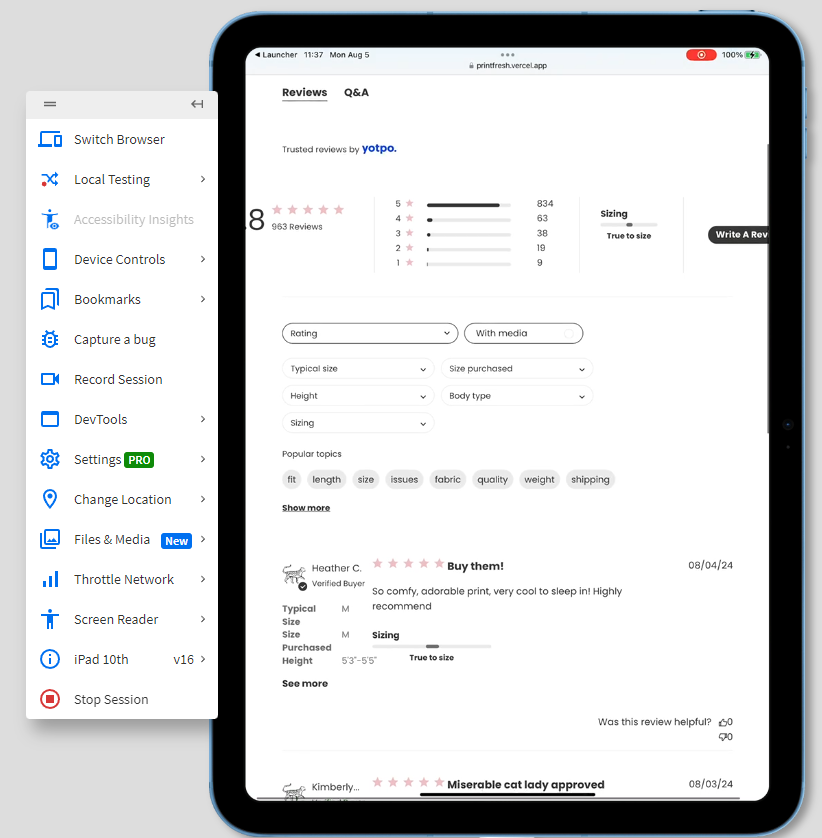 Switch Browser
Local Testing
Accessibility Insights
Device Controls
Bookmarks
Capture a bug
Record Session
DevTools
Settings PRO
Change Location
Files & Media New
Throttle Network
Screen Reader
iPad 10th v16
Stop Session
Launcher 11:37 Mon Aug 5 100%
printfresh.vercel.app
Reviews Q&A
Trusted reviews by yotpo.
.8 963 Reviews
5 834
4 63
3 38
2 19
1 9
Sizing
True to size
Write A Rev
Rating With media
Typical size Size purchased
Height Body type
Sizing
Popular topics
fit length size issues fabric quality weight shipping
Show more
Heather C. Buy them! 08/04/24
Verified Buyer
So comfy, adorable print, very cool to sleep in! Highly
recommend
Typical Size M
Size Purchased M
Height 5'3"-5'5"
Sizing
True to size
See more
Was this review helpful? 0
0
Kimberly... Miserable cat lady approved 08/03/24